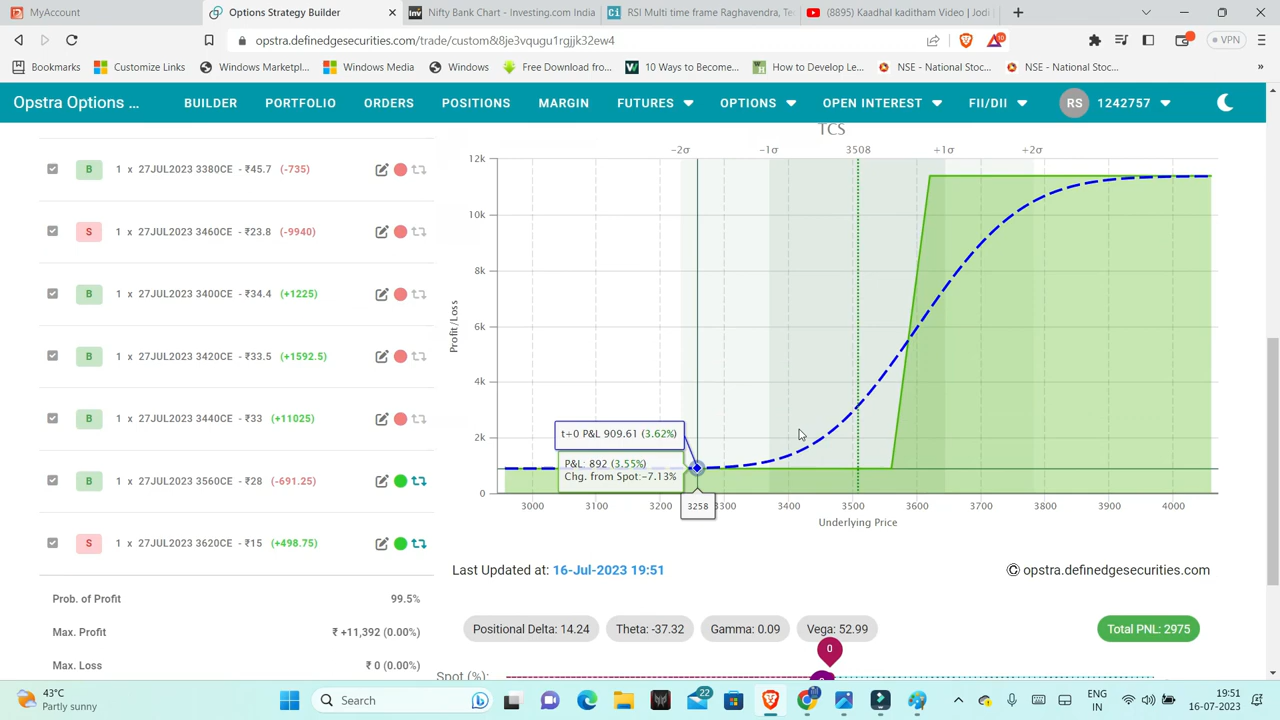 MyAccount
Options Strategy Builder
Nifty Bank Chart - Investing.com India
RSI Multi time frame Raghavendra, Te
(8895) Kaadhal kaditham Video | Jodi
opstra.definedgesecurities.com/trade/custom&8je3vqugu1rgjjk32ew4
10
VPN
Bookmarks
Customize Links
Windows Marketpl...
Windows Media
Windows
Free Download fro...
10 Ways to Become...
How to Develop Le...
NSE - National Stoc...
NSE - National Stoc...
»
Opstra Options ...
BUILDER
PORTFOLIO
ORDERS
POSITIONS
MARGIN
FUTURES
OPTIONS
OPEN INTEREST
FII/DII
RS
1242757
TCS
-2σ
-1σ
3508
+1σ
+2σ
B 1 x 27JUL2023 3380CE - ₹45.7 (-735)
S 1 x 27JUL2023 3460CE - ₹23.8 (-9940)
B 1 x 27JUL2023 3400CE - ₹34.4 (+1225)
B 1 x 27JUL2023 3420CE - ₹33.5 (+1592.5)
B 1 x 27JUL2023 3440CE - ₹33 (+11025)
B 1 x 27JUL2023 3560CE - ₹28 (-691.25)
S 1 x 27JUL2023 3620CE - ₹15 (+498.75)
Prob. of Profit 99.5%
Max. Profit ₹ +11,392 (0.00%)
Max. Loss ₹ 0 (0.00%)
12k
10k
8k
6k
4k
2k
0
Profit/Loss
t+0 P&L 909.61 (3.62%)
P&L: 892 (3.55%)
Chg. from Spot:-7.13%
3000
3100
3200
3258
3300
3400
3500
3600
3700
3800
3900
4000
Underlying Price
Last Updated at: 16-Jul-2023 19:51
© opstra.definedgesecurities.com
Positional Delta: 14.24
Theta: -37.32
Gamma: 0.09
Vega: 52.99
Total PNL: 2975
0
Spot (%):
43°C
Partly sunny
Search
22
ENG
IN
19:51
16-07-2023